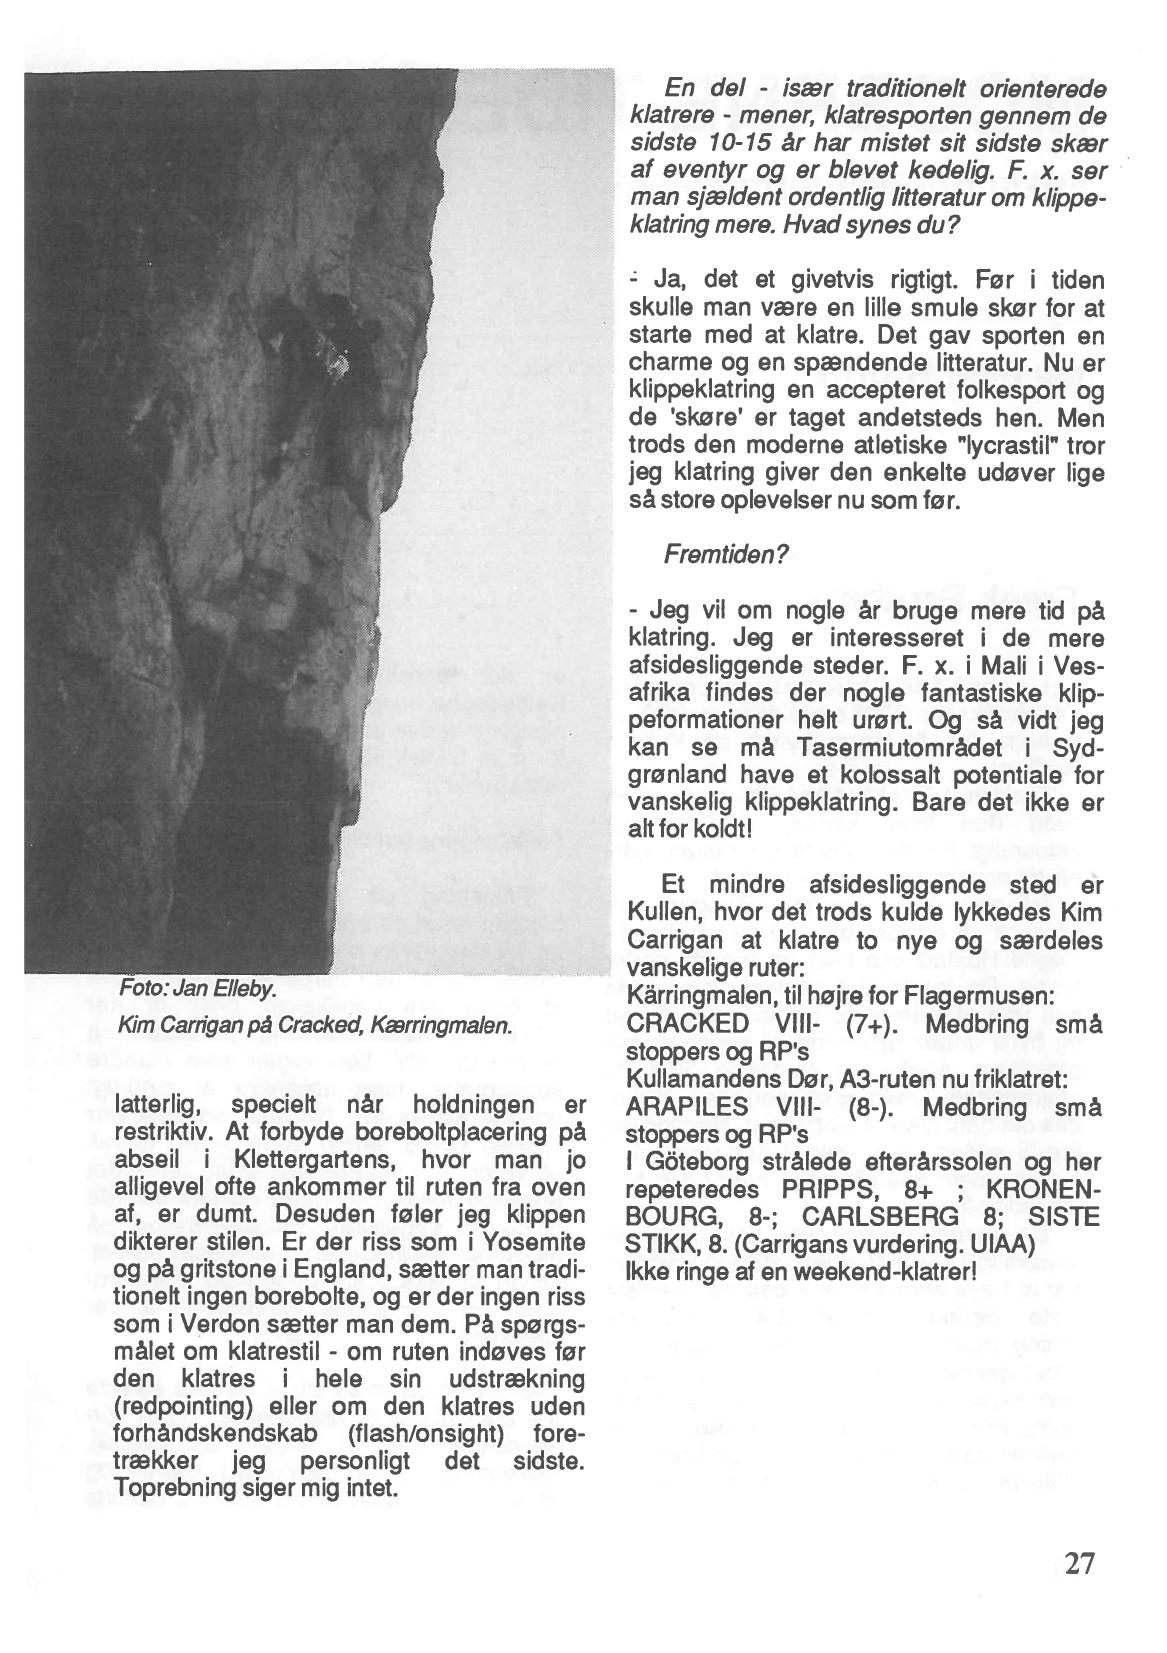 Foto: Jan Elleby.
Kim Carrigan på Cracked, Kærringmalen.
latterlig, specielt når holdningen er
restriktiv. At forbyde boreboltplacering på
abseil i Klettergartens, hvor man jo
alligevel ofte ankommer til ruten fra oven
af, er dumt. Desuden føler jeg klippen
dikterer stilen. Er der riss som i Yosemite
og på gritstone i England, sætter man tradi-
tionelt ingen borebolte, og er der ingen riss
som i Verdon sætter man dem. På spørgs-
målet om klatrestil - om ruten indøves før
den klatres i hele sin udstrækning
(redpointing) eller om den klatres uden
forhåndskendskab (flash/onsight) fore-
trækker jeg personligt det sidste.
Toprebning siger mig intet.
En del - især traditionelt orienterede
klatrere - mener, klatresporten gennem de
sidste 10-15 år har mistet sit sidste skær
af eventyr og er blevet kedelig. F. x. ser
man sjældent ordentlig litteratur om klippe-
klatring mere. Hvad synes du?
- Ja, det et givetvis rigtigt. Før i tiden
skulle man være en lille smule skør for at
starte med at klatre. Det gav sporten en
charme og en spændende litteratur. Nu er
klippeklatring en accepteret folkesport og
de 'skøre' er taget andetsteds hen. Men
trods den moderne atletiske "lycrastil" tror
jeg klatring giver den enkelte udøver lige
så store oplevelser nu som før.
Fremtiden?
- Jeg vil om nogle år bruge mere tid på
klatring. Jeg er interesseret i de mere
afsidesliggende steder. F. x. i Mali i Ves-
afrika findes der nogle fantastiske klip-
peformationer helt urørt. Og så vidt jeg
kan se må Tasermiutområdet i Syd-
grønland have et kolossalt potentiale for
vanskelig klippeklatring. Bare det ikke er
alt for koldt!
Et mindre afsidesliggende sted er
Kullen, hvor det trods kulde lykkedes Kim
Carrigan at klatre to nye og særdeles
vanskelige ruter:
Kärringmalen, til højre for Flagermusen:
CRACKED VIII- (7+). Medbring små
stoppers og RP's
Kullamandens Dør, A3-ruten nu friklatret:
ARAPILES VIII- (8-). Medbring små
stoppers og RP's
I Göteborg strålede efterårssolen og her
repeteredes PRIPPS, 8+ ; KRONEN-
BOURG, 8-; CARLSBERG 8; SISTE
STIKK, 8. (Carrigans vurdering. UIAA)
Ikke ringe af en weekend-klatrer!
27